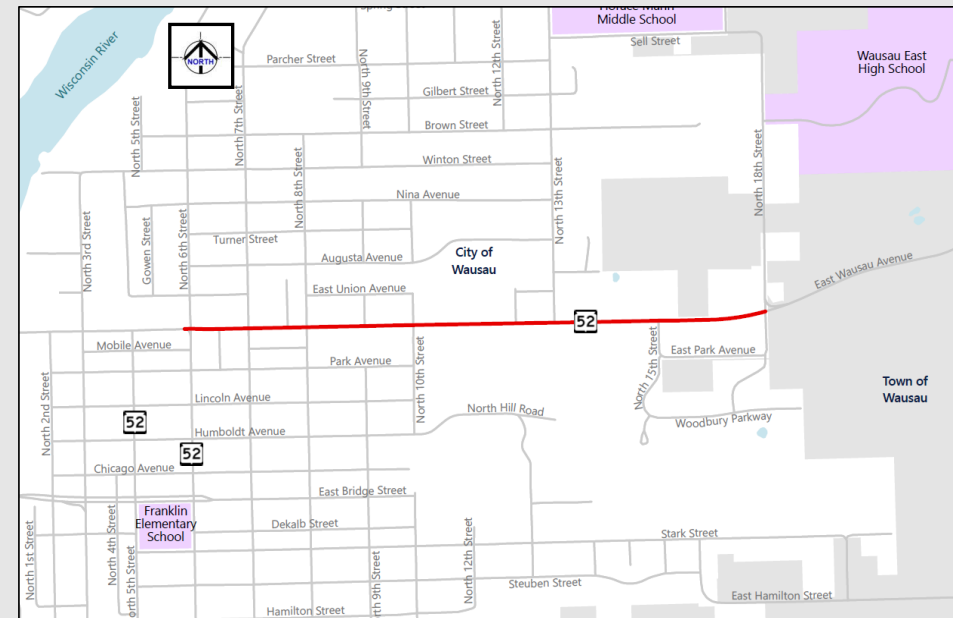 Spring Street
Horace Mann
Middle School
Sell Street
Wisconsin River
NORTH
Parcher Street
North 9th Street
North 12th Street
Wausau East
High School
Gilbert Street
North 5th Street
North 7th Street
Brown Street
Winton Street
North 8th Street
North 13th Street
North 18th Street
Nina Avenue
North 3rd Street
Gowen Street
North 6th Street
Turner Street
Augusta Avenue
City of
Wausau
East Wausau Avenue
East Union Avenue
52
Mobile Avenue
Park Avenue
North 10th Street
North 15th Street
East Park Avenue
North 2nd Street
Lincoln Avenue
Town of
Wausau
52
North Hill Road
Woodbury Parkway
Humboldt Avenue
52
Chicago Avenue
East Bridge Street
Franklin
Elementary
School
Dekalb Street
North 1st Street
North 4th Street
North 5th Street
North 9th Street
North 12th Street
Stark Street
Steuben Street
East Hamilton Street
Hamilton Street